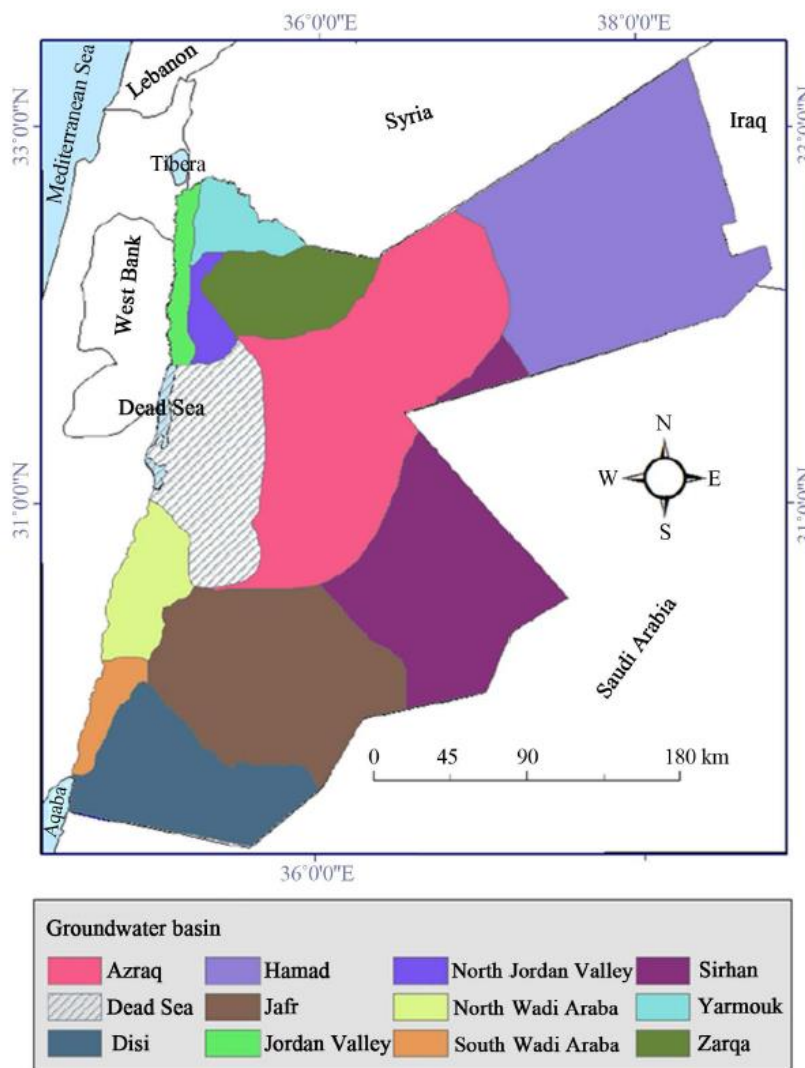 36°0'0"E
38°0'0"E
Mediterranean Sea
Lebanon
Syria
Iraq
33°0'0"N
Tibera
West Bank
Dead Sea
N
W
E
S
31°0'0"N
31°0'0"N
Saudi Arabia
0 45 90 180 km
Aqaba
36°0'0"E
Groundwater basin
Azraq Hamad North Jordan Valley Sirhan
Dead Sea Jafr North Wadi Araba Yarmouk
Disi Jordan Valley South Wadi Araba Zarqa